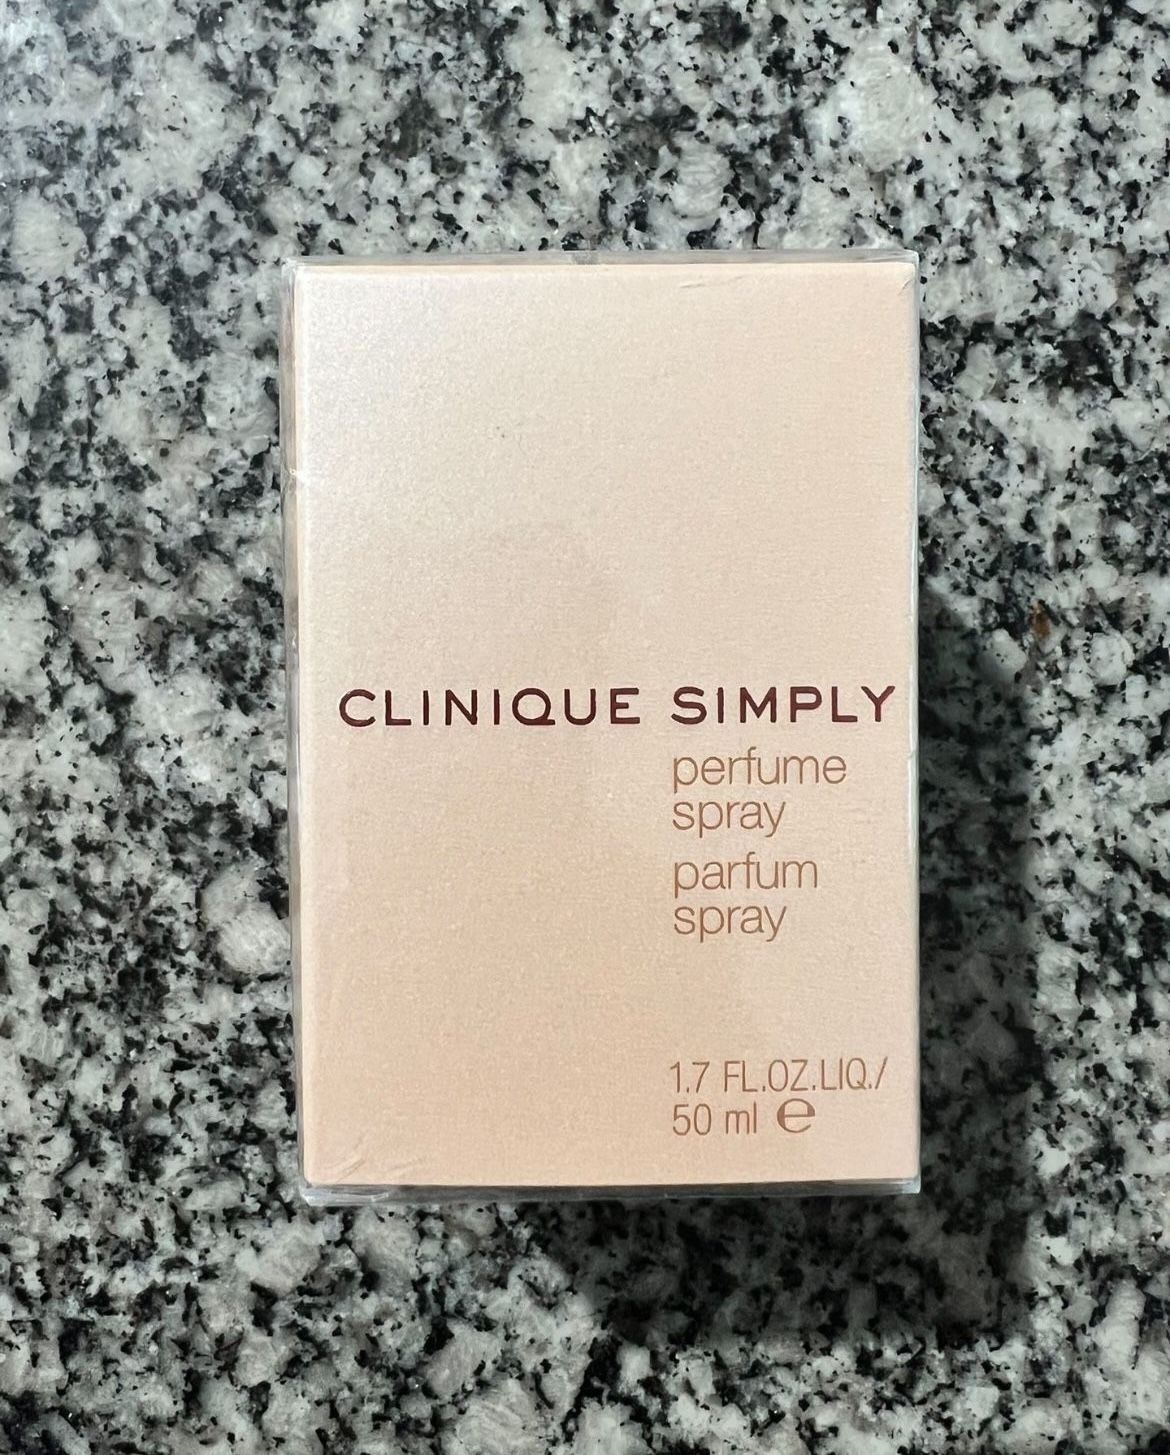 CLINIQUE SIMPLY
perfume
spray
parfum
spray
1.7 FL.OZ.LIQ./
50 ml ℮